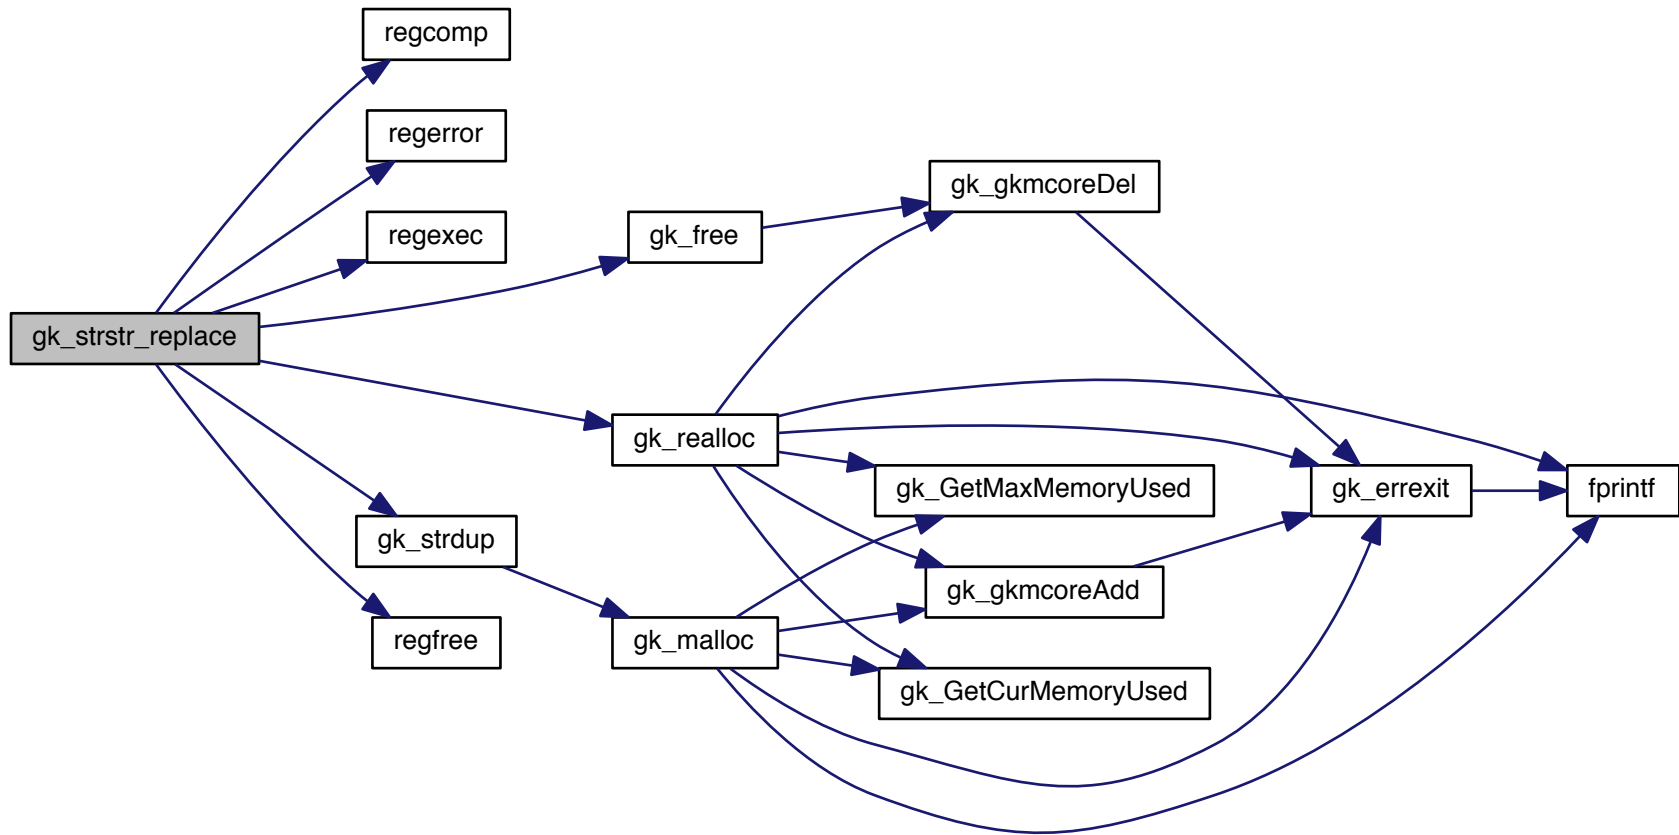 regcomp
regerror
gk_gkmcoreDel
regexec
gk_free
gk_strstr_replace
gk_realloc
gk_GetMaxMemoryUsed
gk_errexit
fprintf
gk_strdup
gk_gkmcoreAdd
regfree
gk_malloc
gk_GetCurMemoryUsed